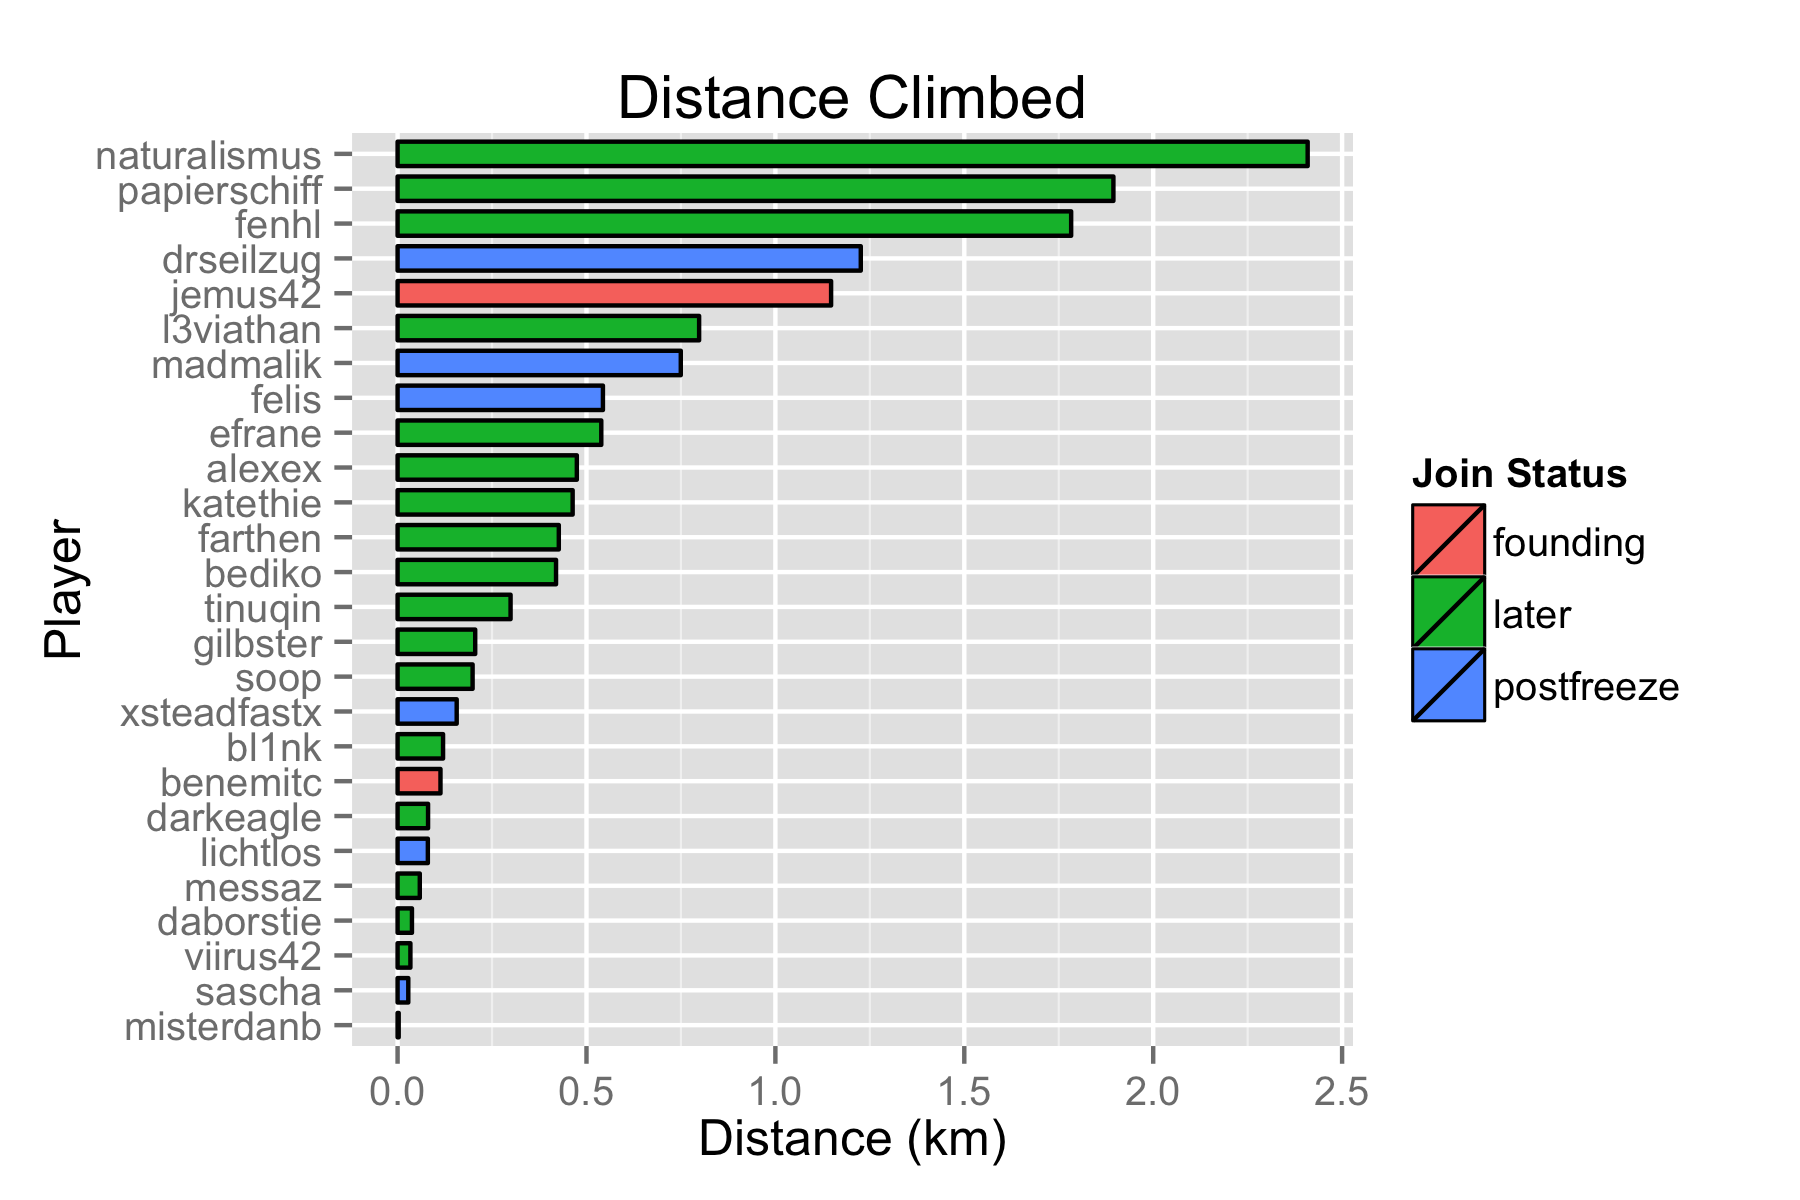 Distance Climbed
naturalismus
papierschiff
fenhl
drseilzug
jemus42
l3viathan
madmalik
felis
efrane
alexex
katethie
farthen
bediko
tinuqin
gilbster
soop
xsteadfastx
bl1nk
benemitc
darkeagle
lichtlos
messaz
daborstie
viirus42
sascha
misterdanb
Player
0.0 0.5 1.0 1.5 2.0 2.5
Distance (km)
Join Status
founding
later
postfreeze